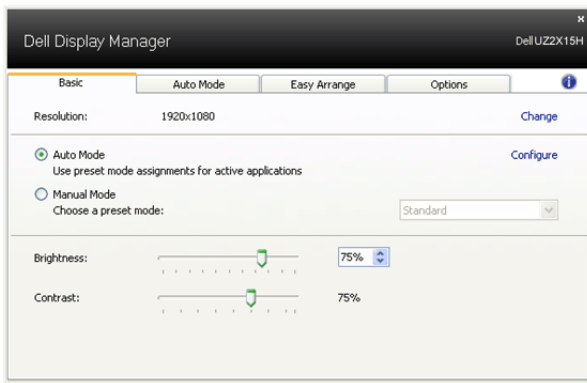 Dell Display Manager
Dell UZ2X15H
Basic
Auto Mode
Easy Arrange
Options
Resolution:
1920x1080
Change
Auto Mode
Configure
Use preset mode assignments for active applications
Manual Mode
Choose a preset mode:
Standard
Brightness:
75%
Contrast:
75%